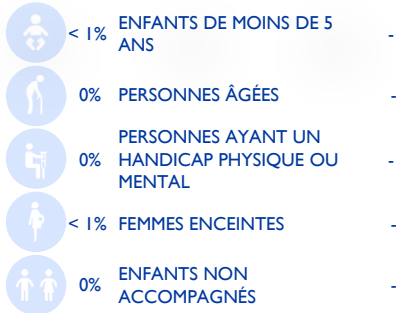 < 1% ENFANTS DE MOINS DE 5 -
ANS
0% PERSONNES ÂGÉES -
PERSONNES AYANT UN
0% HANDICAP PHYSIQUE OU -
MENTAL
< 1% FEMMES ENCEINTES -
0% ENFANTS NON -
ACCOMPAGNÉS